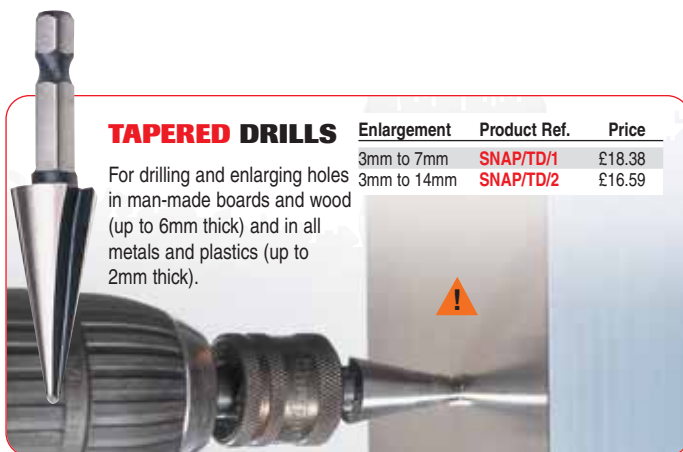 TAPERED DRILLS
For drilling and enlarging holes
in man-made boards and wood
(up to 6mm thick) and in all
metals and plastics (up to
2mm thick).
Enlargement Product Ref. Price
3mm to 7mm SNAP/TD/1 £18.38
3mm to 14mm SNAP/TD/2 £16.59
!